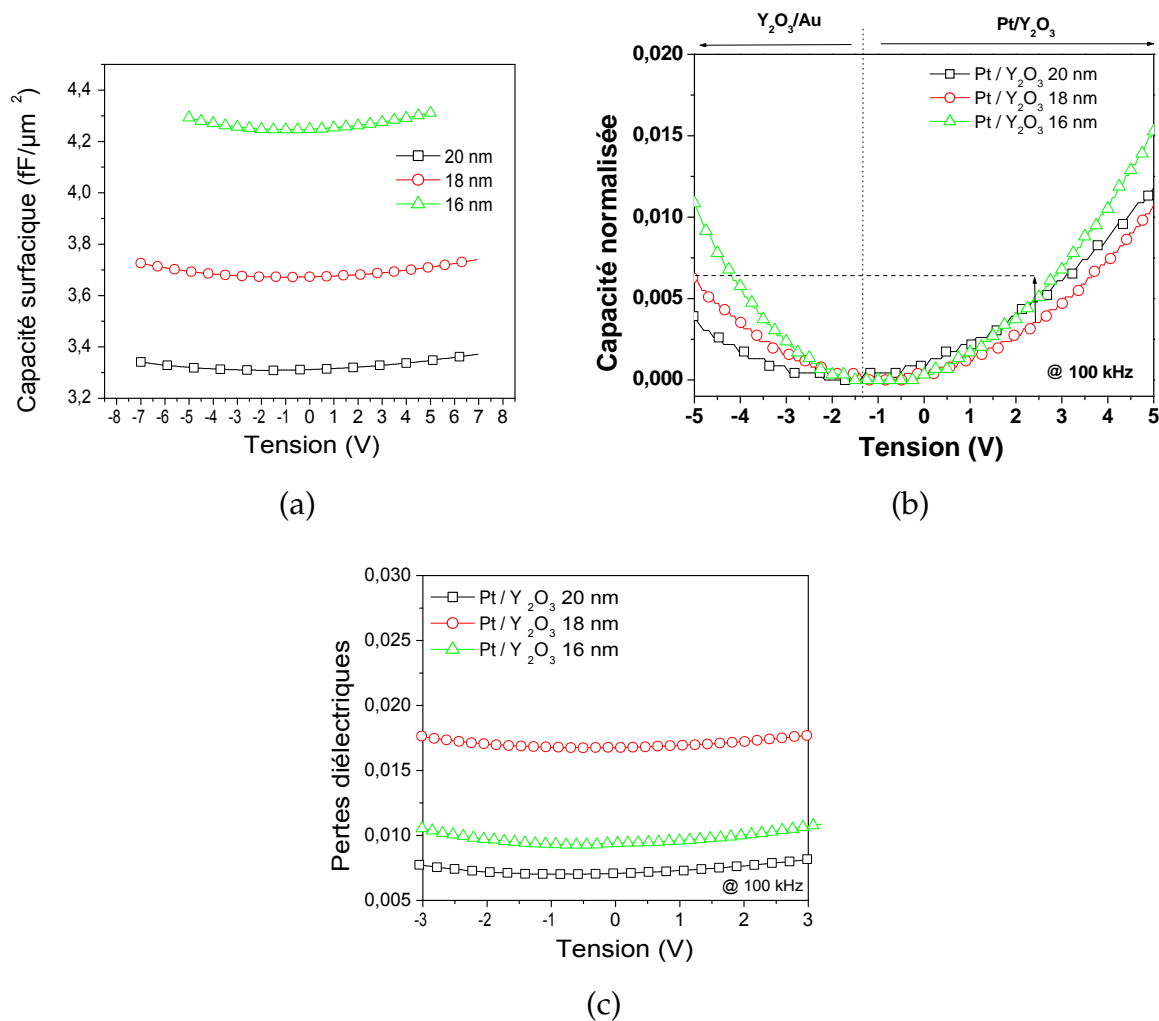 Capacité surfacique (fF/µm ²)
4,4
4,2
4,0
3,8
3,6
3,4
3,2
20 nm
18 nm
16 nm
-8 -7 -6 -5 -4 -3 -2 -1 0 1 2 3 4 5 6 7 8
Tension (V)
(a)
Y₂O₃/Au
Pt/Y₂O₃
Capacité normalisée
0,020
0,015
0,010
0,005
0,000
Pt / Y₂O₃ 20 nm
Pt / Y₂O₃ 18 nm
Pt / Y₂O₃ 16 nm
@ 100 kHz
-5 -4 -3 -2 -1 0 1 2 3 4 5
Tension (V)
(b)
Pertes diélectriques
0,030
0,025
0,020
0,015
0,010
0,005
Pt / Y ₂O₃ 20 nm
Pt / Y ₂O₃ 18 nm
Pt / Y ₂O₃ 16 nm
@ 100 kHz
-3 -2 -1 0 1 2 3
Tension (V)
(c)